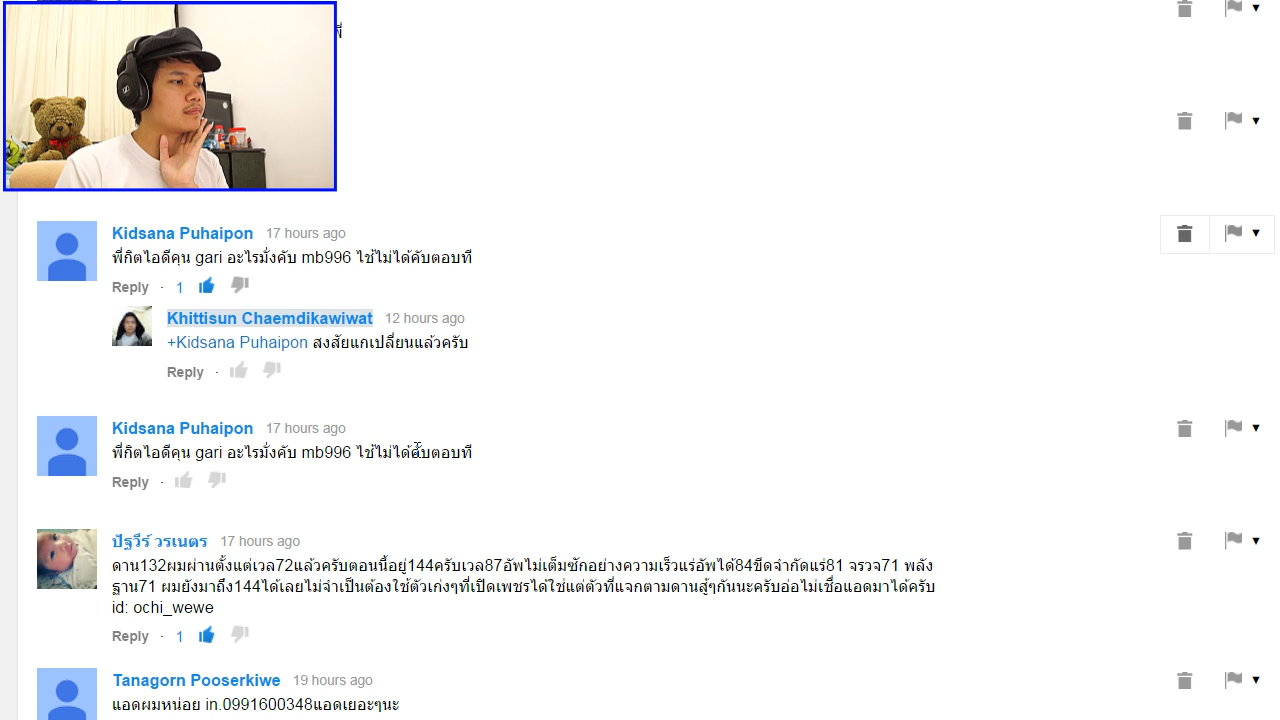 พี่
Kidsana Puhaipon 17 hours ago
พี่กิตไอดีคุน gari อะไรมั่งคับ mb996 ไช้ไม่ได้คับตอบที
Reply · 1
Khittisun Chaemdikawiwat 12 hours ago
+Kidsana Puhaipon สงสัยแกเปลี่ยนแล้วครับ
Reply ·
Kidsana Puhaipon 17 hours ago
พี่กิตไอดีคุน gari อะไรมั่งคับ mb996 ไช้ไม่ได้คับตอบที
Reply ·
ปัฐวีร์ วรเนตร 17 hours ago
ดาน132ผมผ่านตั้งแต่เวล72แล้วครับตอนนี้อยู่144ครับเวล87อัพไม่เต็มซักอย่างความเร็วแร่อัพได้84ขีดจำกัดแร่81 จรวจ71 พลัง
ฐาน71 ผมยังมาถึง144ได้เลยไม่จำเป็นต้องใช้ตัวเก่งๆที่เปิดเพชรได้ใช่แต่ตัวที่แจกตามดานสู้ๆกันนะครับอ่อไม่เชื่อแอดมาได้ครับ
id: ochi_wewe
Reply · 1
Tanagorn Pooserkiwe 19 hours ago
แอดผมหน่อย in.0991600348แอดเยอะๆนะ